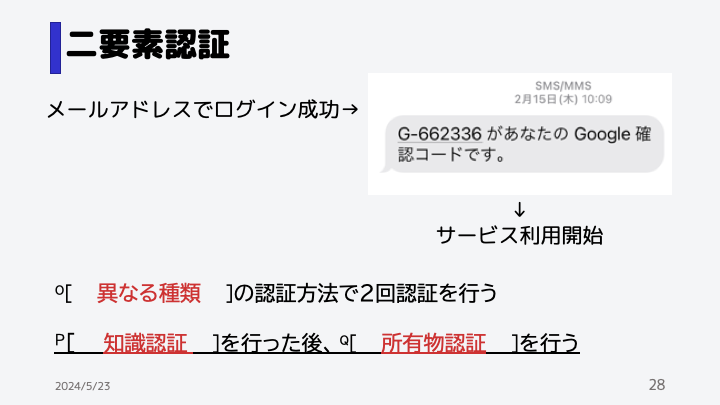 二要素認証
メールアドレスでログイン成功→
SMS/MMS
2月15日(木) 10:09
G-662336 があなたの Google 確
認コードです。
↓
サービス利用開始
O[ 異なる種類 ]の認証方法で2回認証を行う
P[ 知識認証 ]を行った後、Q[ 所有物認証 ]を行う
2024/5/23
28